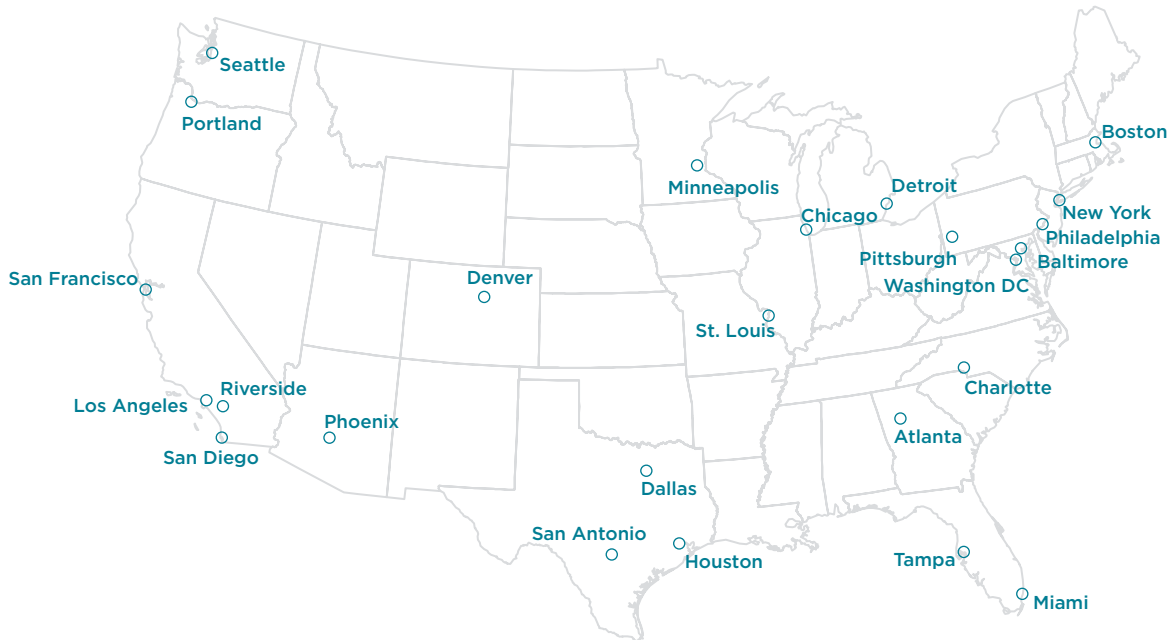 Seattle
Portland
Boston
Minneapolis
Detroit
Chicago
New York
Philadelphia
Pittsburgh
Baltimore
San Francisco
Denver
Washington DC
St. Louis
Riverside
Charlotte
Los Angeles
Phoenix
Atlanta
San Diego
Dallas
San Antonio
Houston
Tampa
Miami